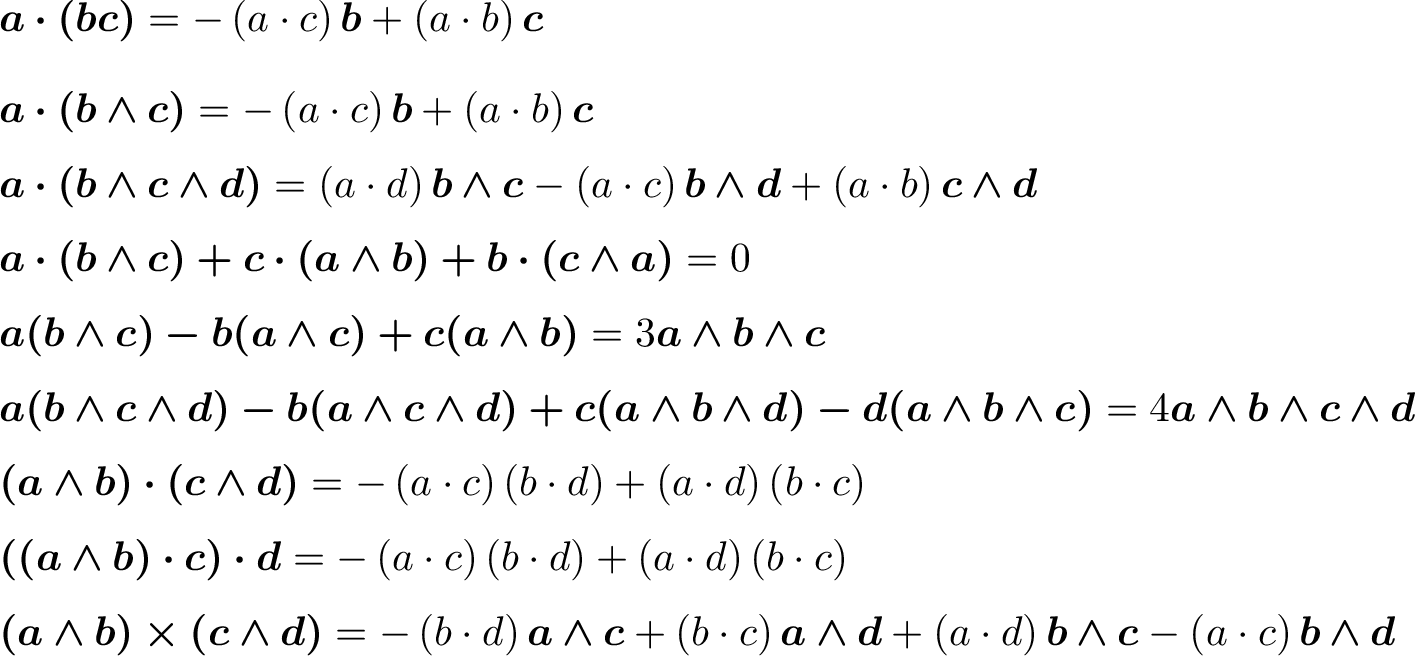 a · (bc) = − (a · c) b + (a · b) c
a · (b ∧ c) = − (a · c) b + (a · b) c
a · (b ∧ c ∧ d) = (a · d) b ∧ c − (a · c) b ∧ d + (a · b) c ∧ d
a · (b ∧ c) + c · (a ∧ b) + b · (c ∧ a) = 0
a(b ∧ c) − b(a ∧ c) + c(a ∧ b) = 3a ∧ b ∧ c
a(b ∧ c ∧ d) − b(a ∧ c ∧ d) + c(a ∧ b ∧ d) − d(a ∧ b ∧ c) = 4a ∧ b ∧ c ∧ d
(a ∧ b) · (c ∧ d) = − (a · c) (b · d) + (a · d) (b · c)
((a ∧ b) · c) · d = − (a · c) (b · d) + (a · d) (b · c)
(a ∧ b) × (c ∧ d) = − (b · d) a ∧ c + (b · c) a ∧ d + (a · d) b ∧ c − (a · c) b ∧ d